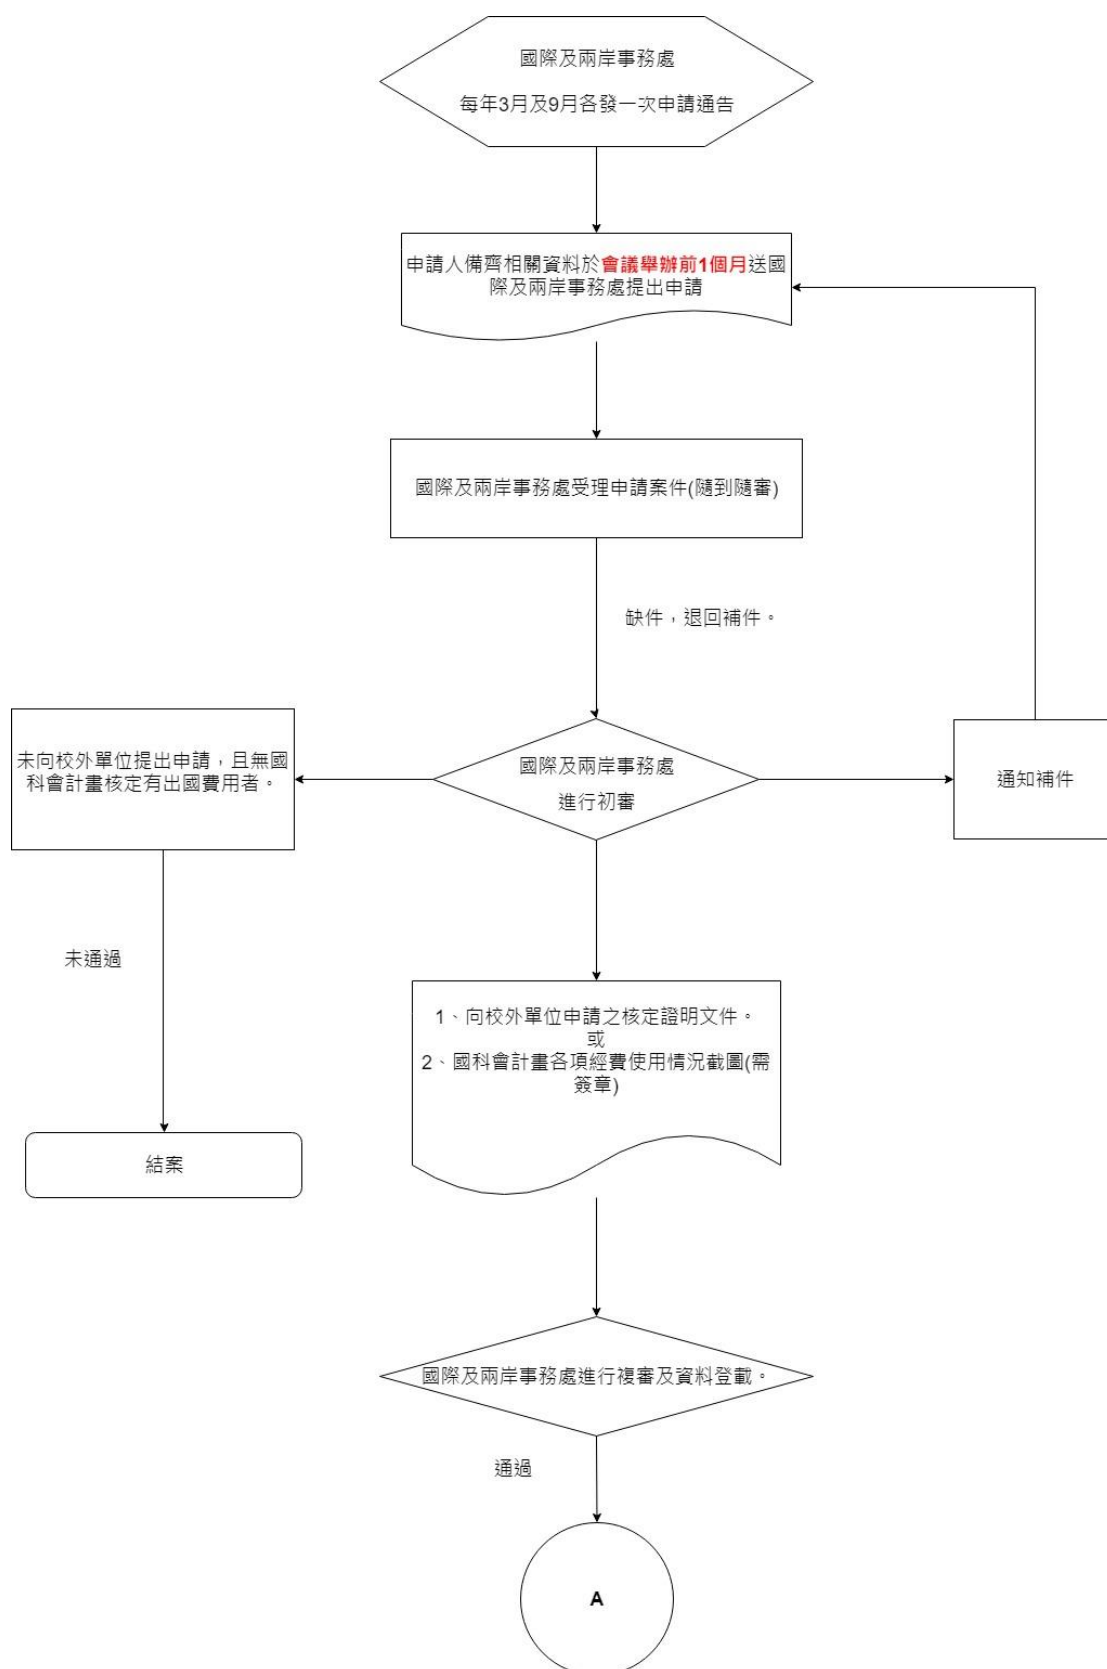 國際及兩岸事務處
每年3月及9月各發一次申請通告
申請人備齊相關資料於會議舉辦前1個月送國
際及兩岸事務處提出申請
國際及兩岸事務處受理申請案件(隨到隨審)
缺件，退回補件。
未向校外單位提出申請，且無國
科會計畫核定有出國費用者。
國際及兩岸事務處
進行初審
通知補件
未通過
1、向校外單位申請之核定證明文件。
或
2、國科會計畫各項經費使用情況截圖(需
簽章)
結案
國際及兩岸事務處進行複審及資料登載。
通過
A